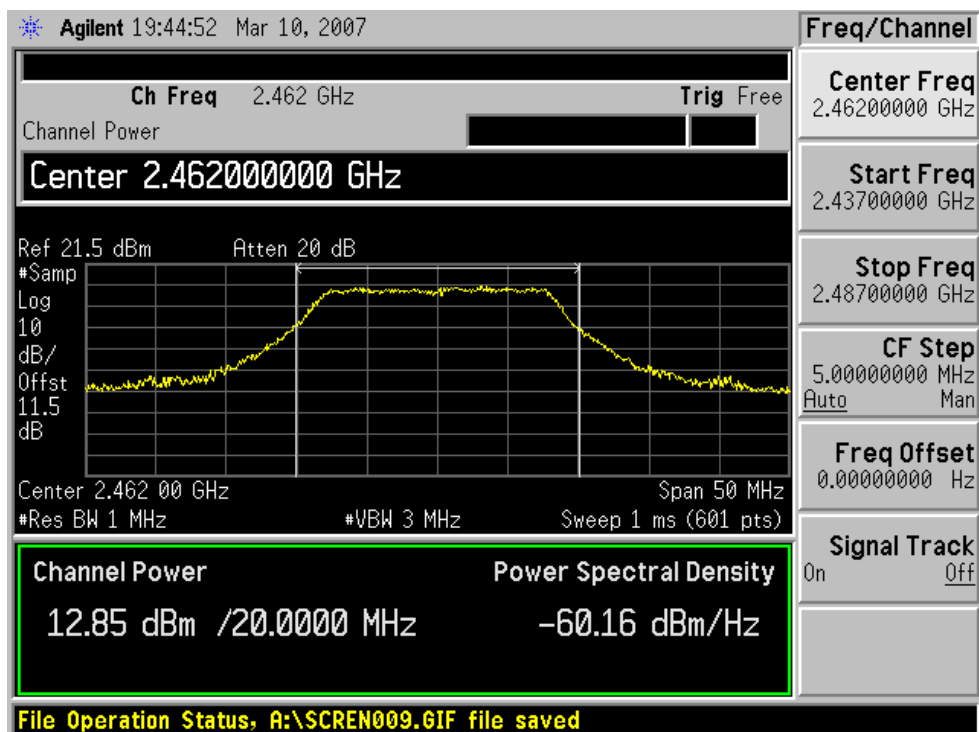 Agilent 19:44:52 Mar 10, 2007
Freq/Channel
Ch Freq 2.462 GHz Trig Free
Channel Power
Center 2.462000000 GHz
Ref 21.5 dBm Atten 20 dB
#Samp
Log
10
dB/
Offst
11.5
dB
Center 2.462 00 GHz Span 50 MHz
#Res BW 1 MHz #VBW 3 MHz Sweep 1 ms (601 pts)
Channel Power Power Spectral Density
12.85 dBm /20.0000 MHz -60.16 dBm/Hz
File Operation Status, A:\SCREN009.GIF file saved
Center Freq
2.46200000 GHz
Start Freq
2.43700000 GHz
Stop Freq
2.48700000 GHz
CF Step
5.00000000 MHz
Auto Man
Freq Offset
0.00000000 Hz
Signal Track
On Off